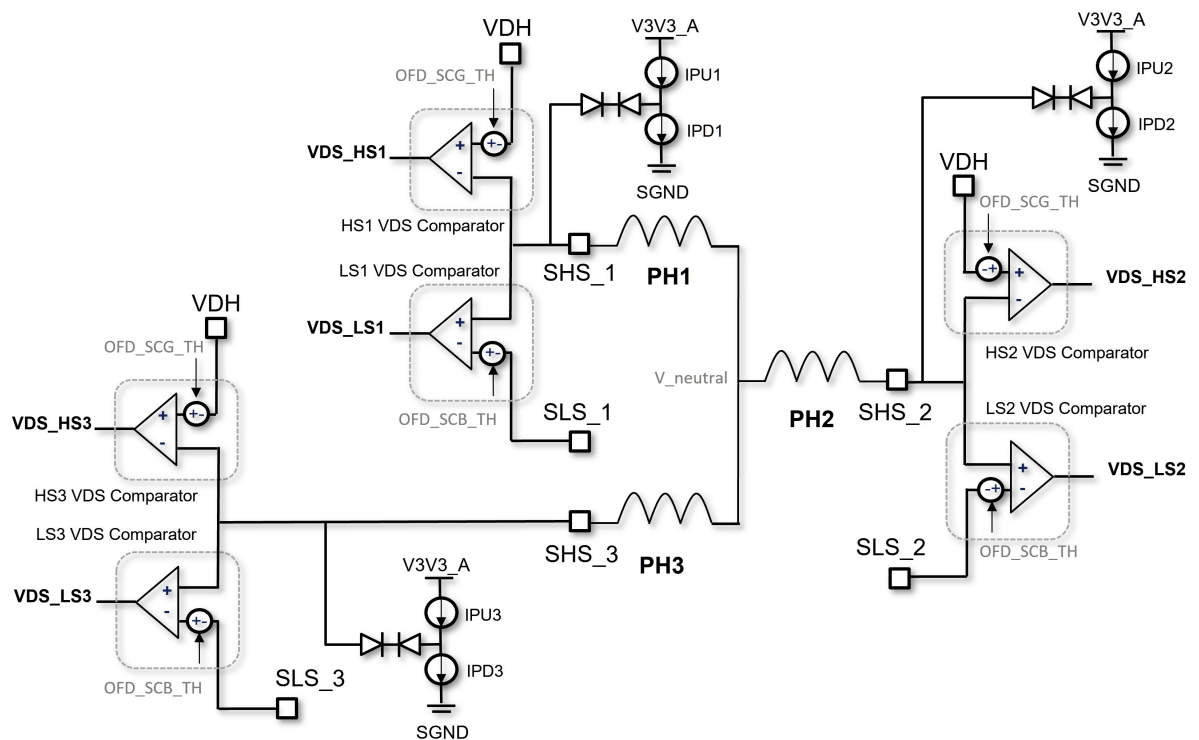 VDH
OFD_SCG_TH
+
+-
-
VDS_HS1
HS1 VDS Comparator
LS1 VDS Comparator
VDS_LS1
+
-
+-
OFD_SCB_TH
SLS_1
V3V3_A
IPU1
IPD1
SGND
SHS_1
PH1
V3V3_A
IPU2
IPD2
SGND
VDH
OFD_SCG_TH
-+
+
-
VDS_HS2
HS2 VDS Comparator
V_neutral
PH2
SHS_2
LS2 VDS Comparator
+
-+
-
VDS_LS2
OFD_SCB_TH
SLS_2
VDH
OFD_SCG_TH
+
+-
-
VDS_HS3
HS3 VDS Comparator
LS3 VDS Comparator
VDS_LS3
+
-
+-
OFD_SCB_TH
SLS_3
SHS_3
PH3
V3V3_A
IPU3
IPD3
SGND